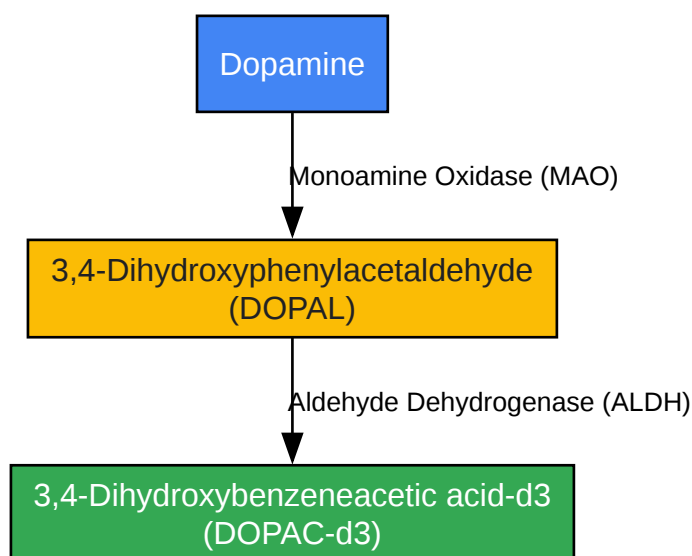 Dopamine
Monoamine Oxidase (MAO)
3,4-Dihydroxyphenylacetaldehyde
(DOPAL)
Aldehyde Dehydrogenase (ALDH)
3,4-Dihydroxybenzeneacetic acid-d3
(DOPAC-d3)